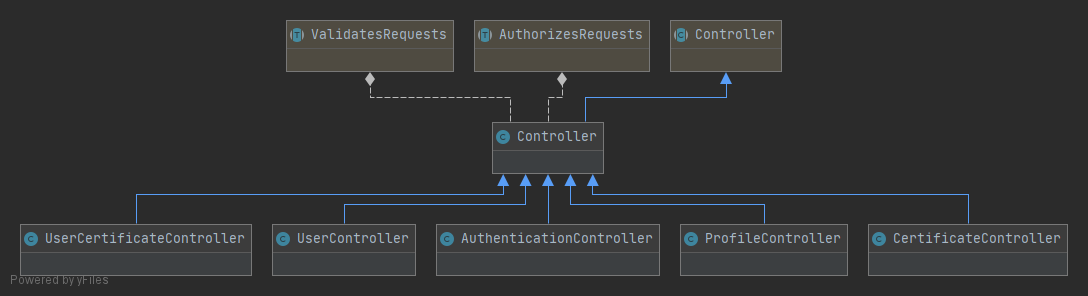 T ValidatesRequests
T AuthorizesRequests
C Controller
C Controller
C UserCertificateController
C UserController
C AuthenticationController
C ProfileController
C CertificateController
Powered by yFiles